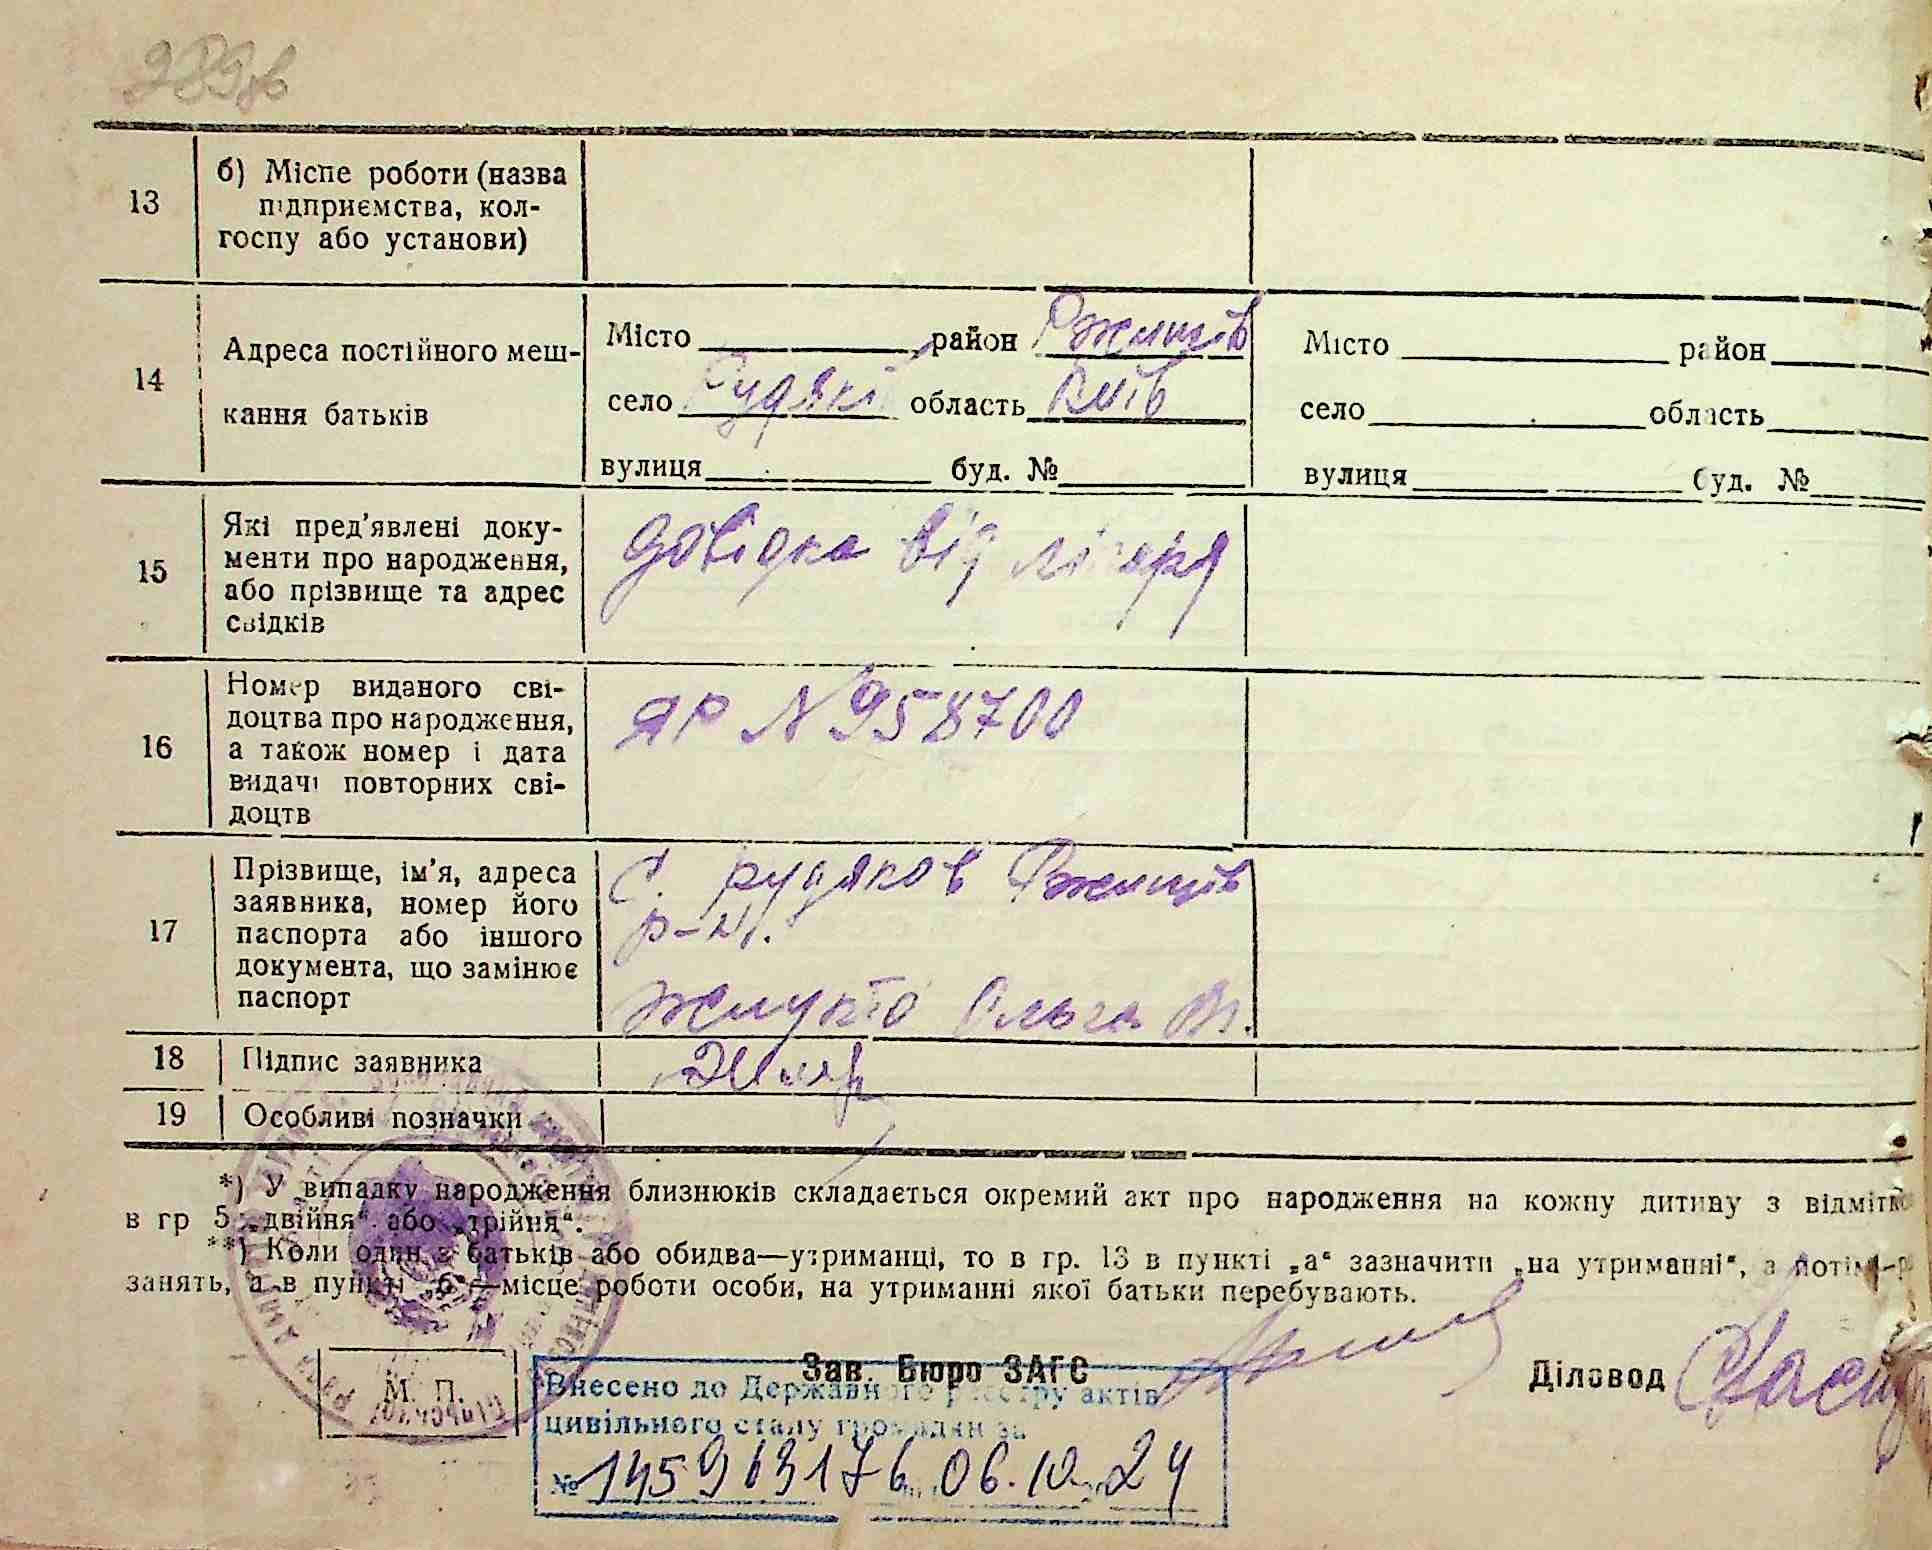 989зв
13
б) Місце роботи (назва
підприємства, кол-
госпу або установи)
14
Адреса постійного меш-
кання батьків
Місто район Ржищів
село Рудяки область Київ
вулиця буд. №
Місто район
село область
вулиця буд. №
15
Які пред'явлені доку-
менти про народження,
або прізвище та адрес
свідків
довідка від лікаря
16
Номер виданого сві-
доцтва про народження,
а також номер і дата
видачі повторних сві-
доцтв
ЯР N 958700
17
Прізвище, ім'я, адреса
заявника, номер його
паспорта або іншого
документа, що замінює
паспорт
С. Рудяков Ржищів
р-н.
Жлукто Ольга
18 Підпис заявника
19 Особливі позначки
*) У випадку народження близнюків складається окремий акт про народження на кожну дитину з відмітко
в гр 5 „двійня“ або „трійня“.
**) Коли один з батьків або обидва—утриманці, то в гр. 13 в пункті „а“ зазначити „на утриманні“, а потім-р
занять, а в пункті „б“—місце роботи особи, на утриманні якої батьки перебувають.
М. П.
Зав. Бюро ЗАГС
Діловод
Внесено до Державного реєстру актів
цивільного стану громадян за
№ 145963176 06.10.24